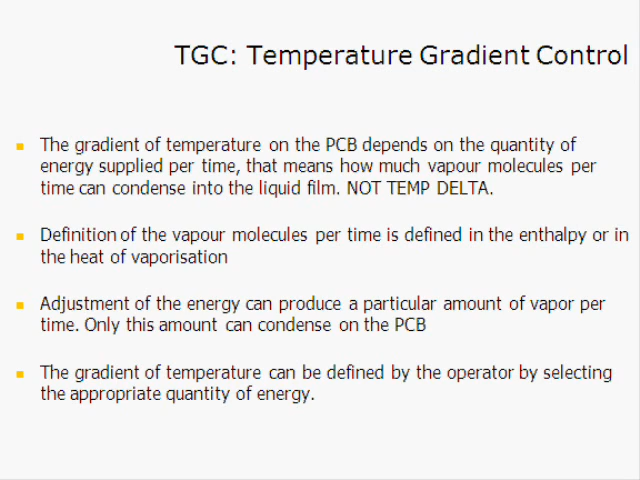 TGC: Temperature Gradient Control
The gradient of temperature on the PCB depends on the quantity of
energy supplied per time, that means how much vapour molecules per
time can condense into the liquid film. NOT TEMP DELTA.
Definition of the vapour molecules per time is defined in the enthalpy or in
the heat of vaporisation
Adjustment of the energy can produce a particular amount of vapor per
time. Only this amount can condense on the PCB
The gradient of temperature can be defined by the operator by selecting
the appropriate quantity of energy.